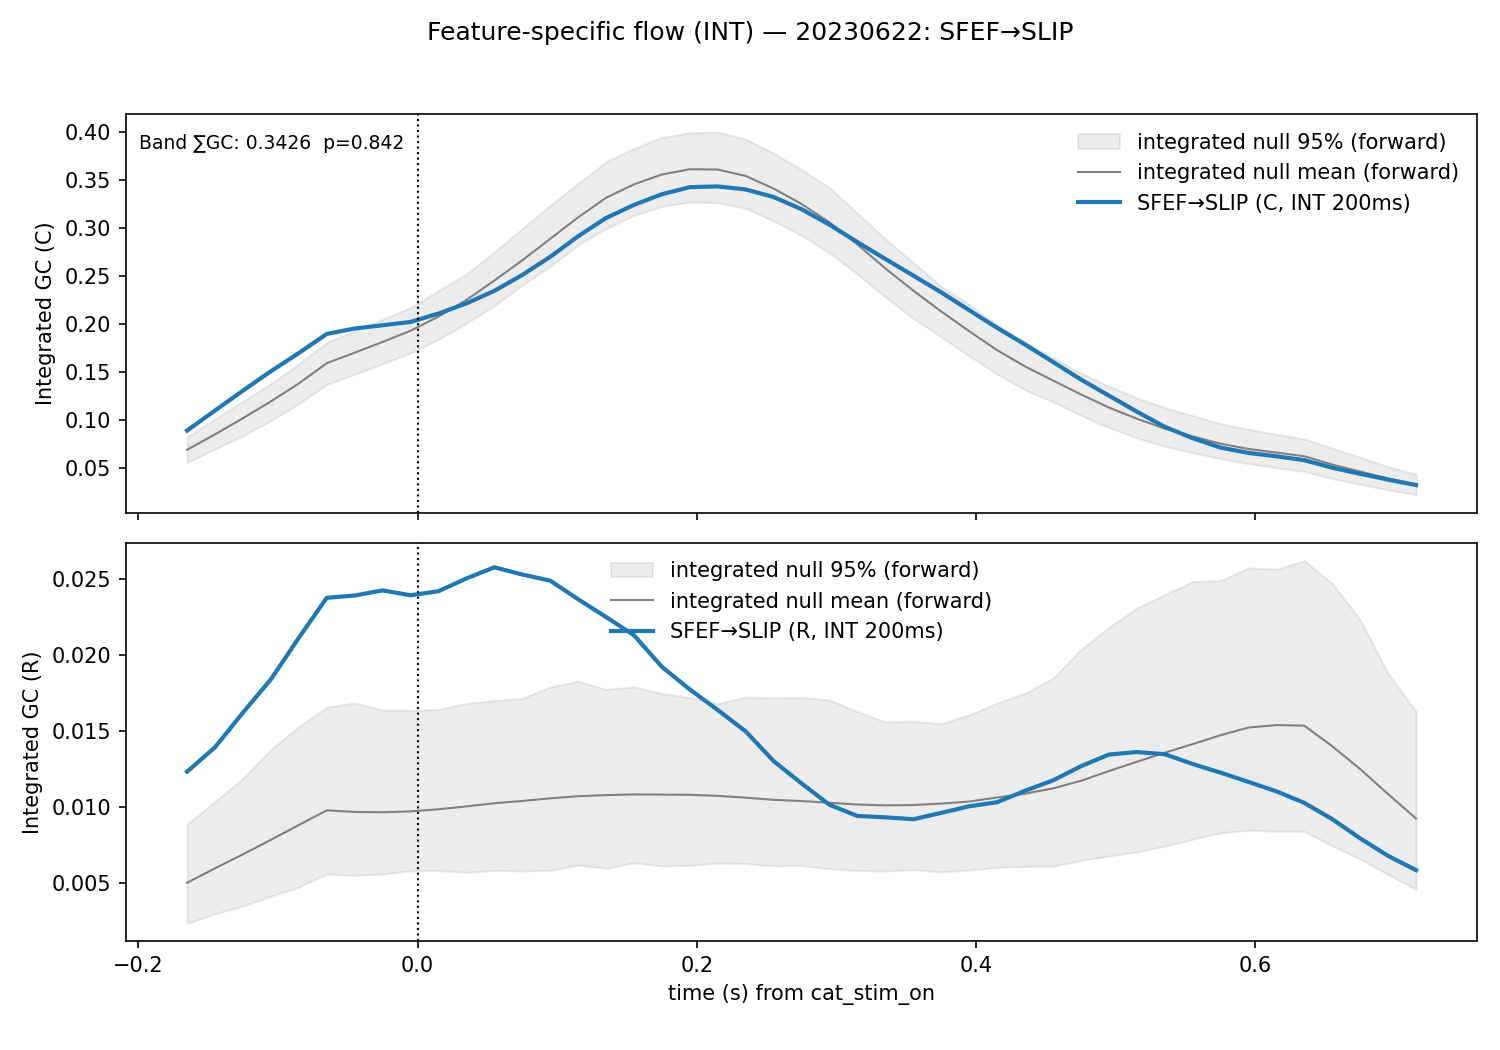 Feature-specific flow (INT) — 20230622: SFEF→SLIP
Band ∑GC: 0.3426  p=0.842
integrated null 95% (forward)
integrated null mean (forward)
SFEF→SLIP (C, INT 200ms)
Integrated GC (C)
0.40
0.35
0.30
0.25
0.20
0.15
0.10
0.05
integrated null 95% (forward)
integrated null mean (forward)
SFEF→SLIP (R, INT 200ms)
Integrated GC (R)
0.025
0.020
0.015
0.010
0.005
−0.2 0.0 0.2 0.4 0.6
time (s) from cat_stim_on